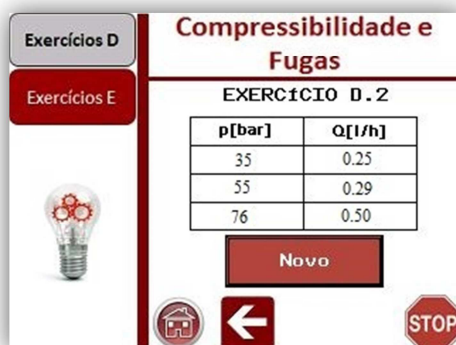 Exercícios D
Exercícios E
Compressibilidade e
Fugas
EXERCíCIO D.2
p[bar] Q[l/h]
35 0.25
55 0.29
76 0.50
Novo
STOP